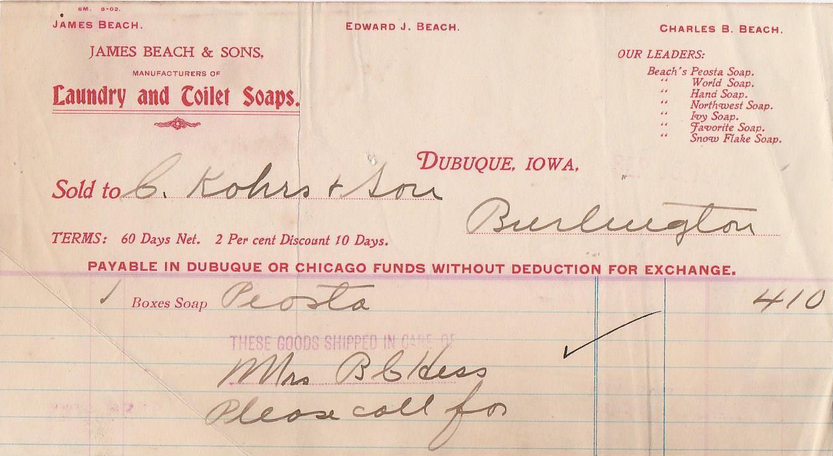 5M. 9-02.
JAMES BEACH.
EDWARD J. BEACH.
CHARLES B. BEACH.
JAMES BEACH & SONS,
MANUFACTURERS OF
Laundry and Toilet Soaps.
OUR LEADERS:
Beach's Peosta Soap.
“ World Soap.
“ Hand Soap.
“ Northwest Soap.
“ Ivy Soap.
“ Favorite Soap.
“ Snow Flake Soap.
DUBUQUE, IOWA,
Sold to C. Kohrs & Son
Burlington
TERMS: 60 Days Net. 2 Per cent Discount 10 Days.
PAYABLE IN DUBUQUE OR CHICAGO FUNDS WITHOUT DEDUCTION FOR EXCHANGE.
1 Boxes Soap Peosta 410
THESE GOODS SHIPPED IN CARE OF
Mrs B C Hess
Please call for